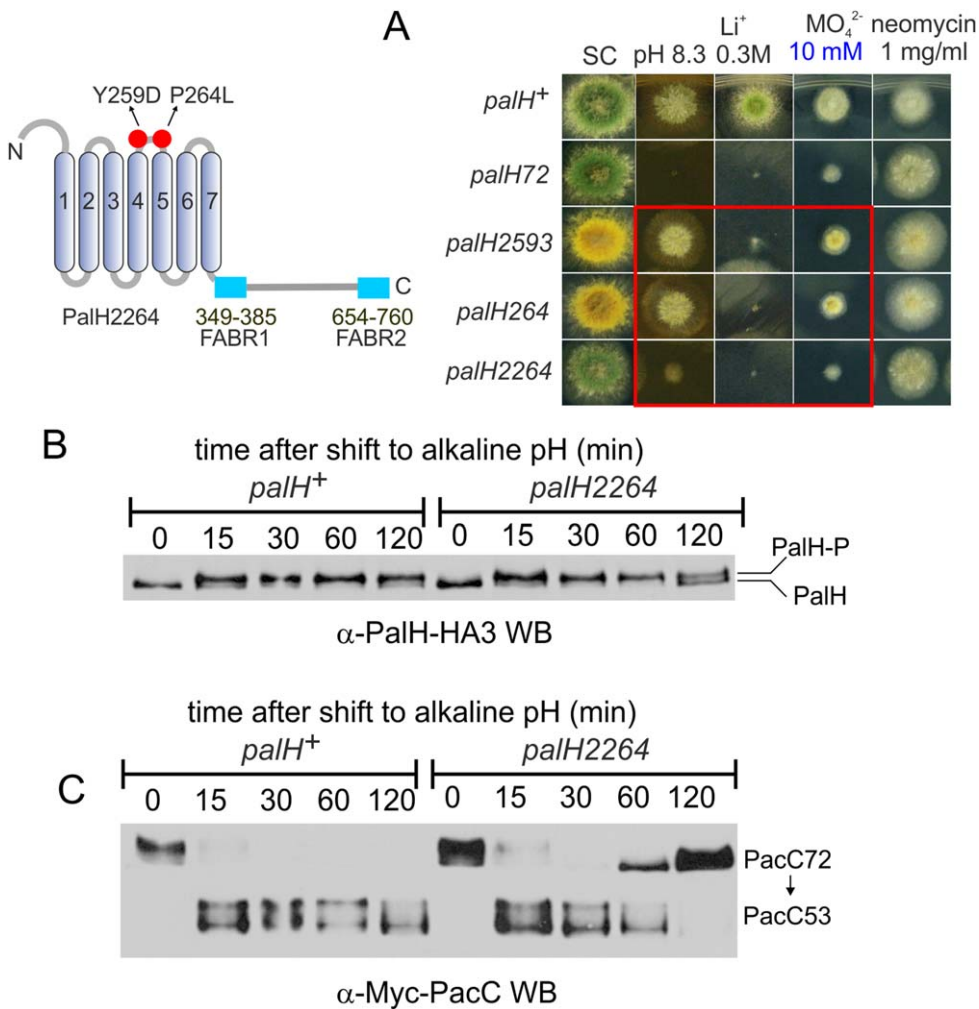 A
Y259D P264L
N
1 2 3 4 5 6 7
C
PalH2264
349-385
FABR1
654-760
FABR2
SC pH 8.3 Li⁺ 0.3M MO₄²⁻ 10 mM neomycin 1 mg/ml
palH⁺
palH72
palH2593
palH264
palH2264
B
time after shift to alkaline pH (min)
palH⁺ palH2264
0 15 30 60 120 0 15 30 60 120
PalH-P
PalH
α-PalH-HA3 WB
C
time after shift to alkaline pH (min)
palH⁺ palH2264
0 15 30 60 120 0 15 30 60 120
PacC72
↓
PacC53
α-Myc-PacC WB